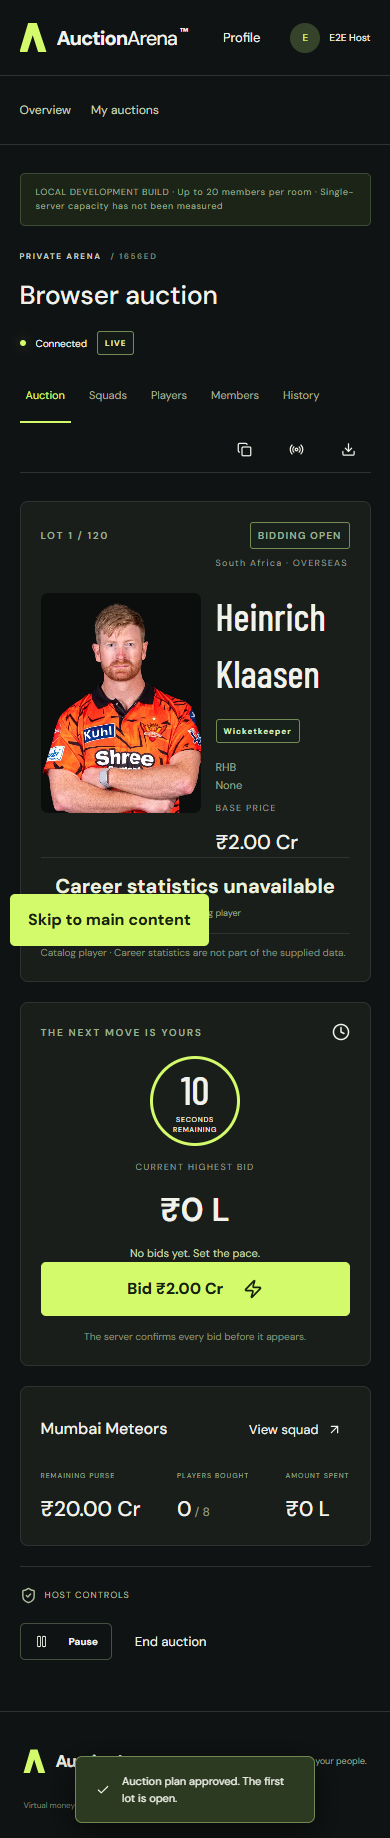 AuctionArena™
Profile
E
E2E Host
Overview
My auctions
LOCAL DEVELOPMENT BUILD · Up to 20 members per room · Single-
server capacity has not been measured
PRIVATE ARENA / 1656ED
Browser auction
Connected
LIVE
Auction
Squads
Players
Members
History
LOT 1 / 120
BIDDING OPEN
South Africa · OVERSEAS
Heinrich
Klaasen
Kuhl
Shree
Wicketkeeper
RHB
None
BASE PRICE
₹2.00 Cr
Career statistics unavailable
player
Skip to main content
Catalog player · Career statistics are not part of the supplied data.
THE NEXT MOVE IS YOURS
10
SECONDS
REMAINING
CURRENT HIGHEST BID
₹0 L
No bids yet. Set the pace.
Bid ₹2.00 Cr
The server confirms every bid before it appears.
Mumbai Meteors
View squad
REMAINING PURSE
PLAYERS BOUGHT
AMOUNT SPENT
₹20.00 Cr
0 / 8
₹0 L
HOST CONTROLS
Pause
End auction
your people.
Auction plan approved. The first
lot is open.
Virtual money